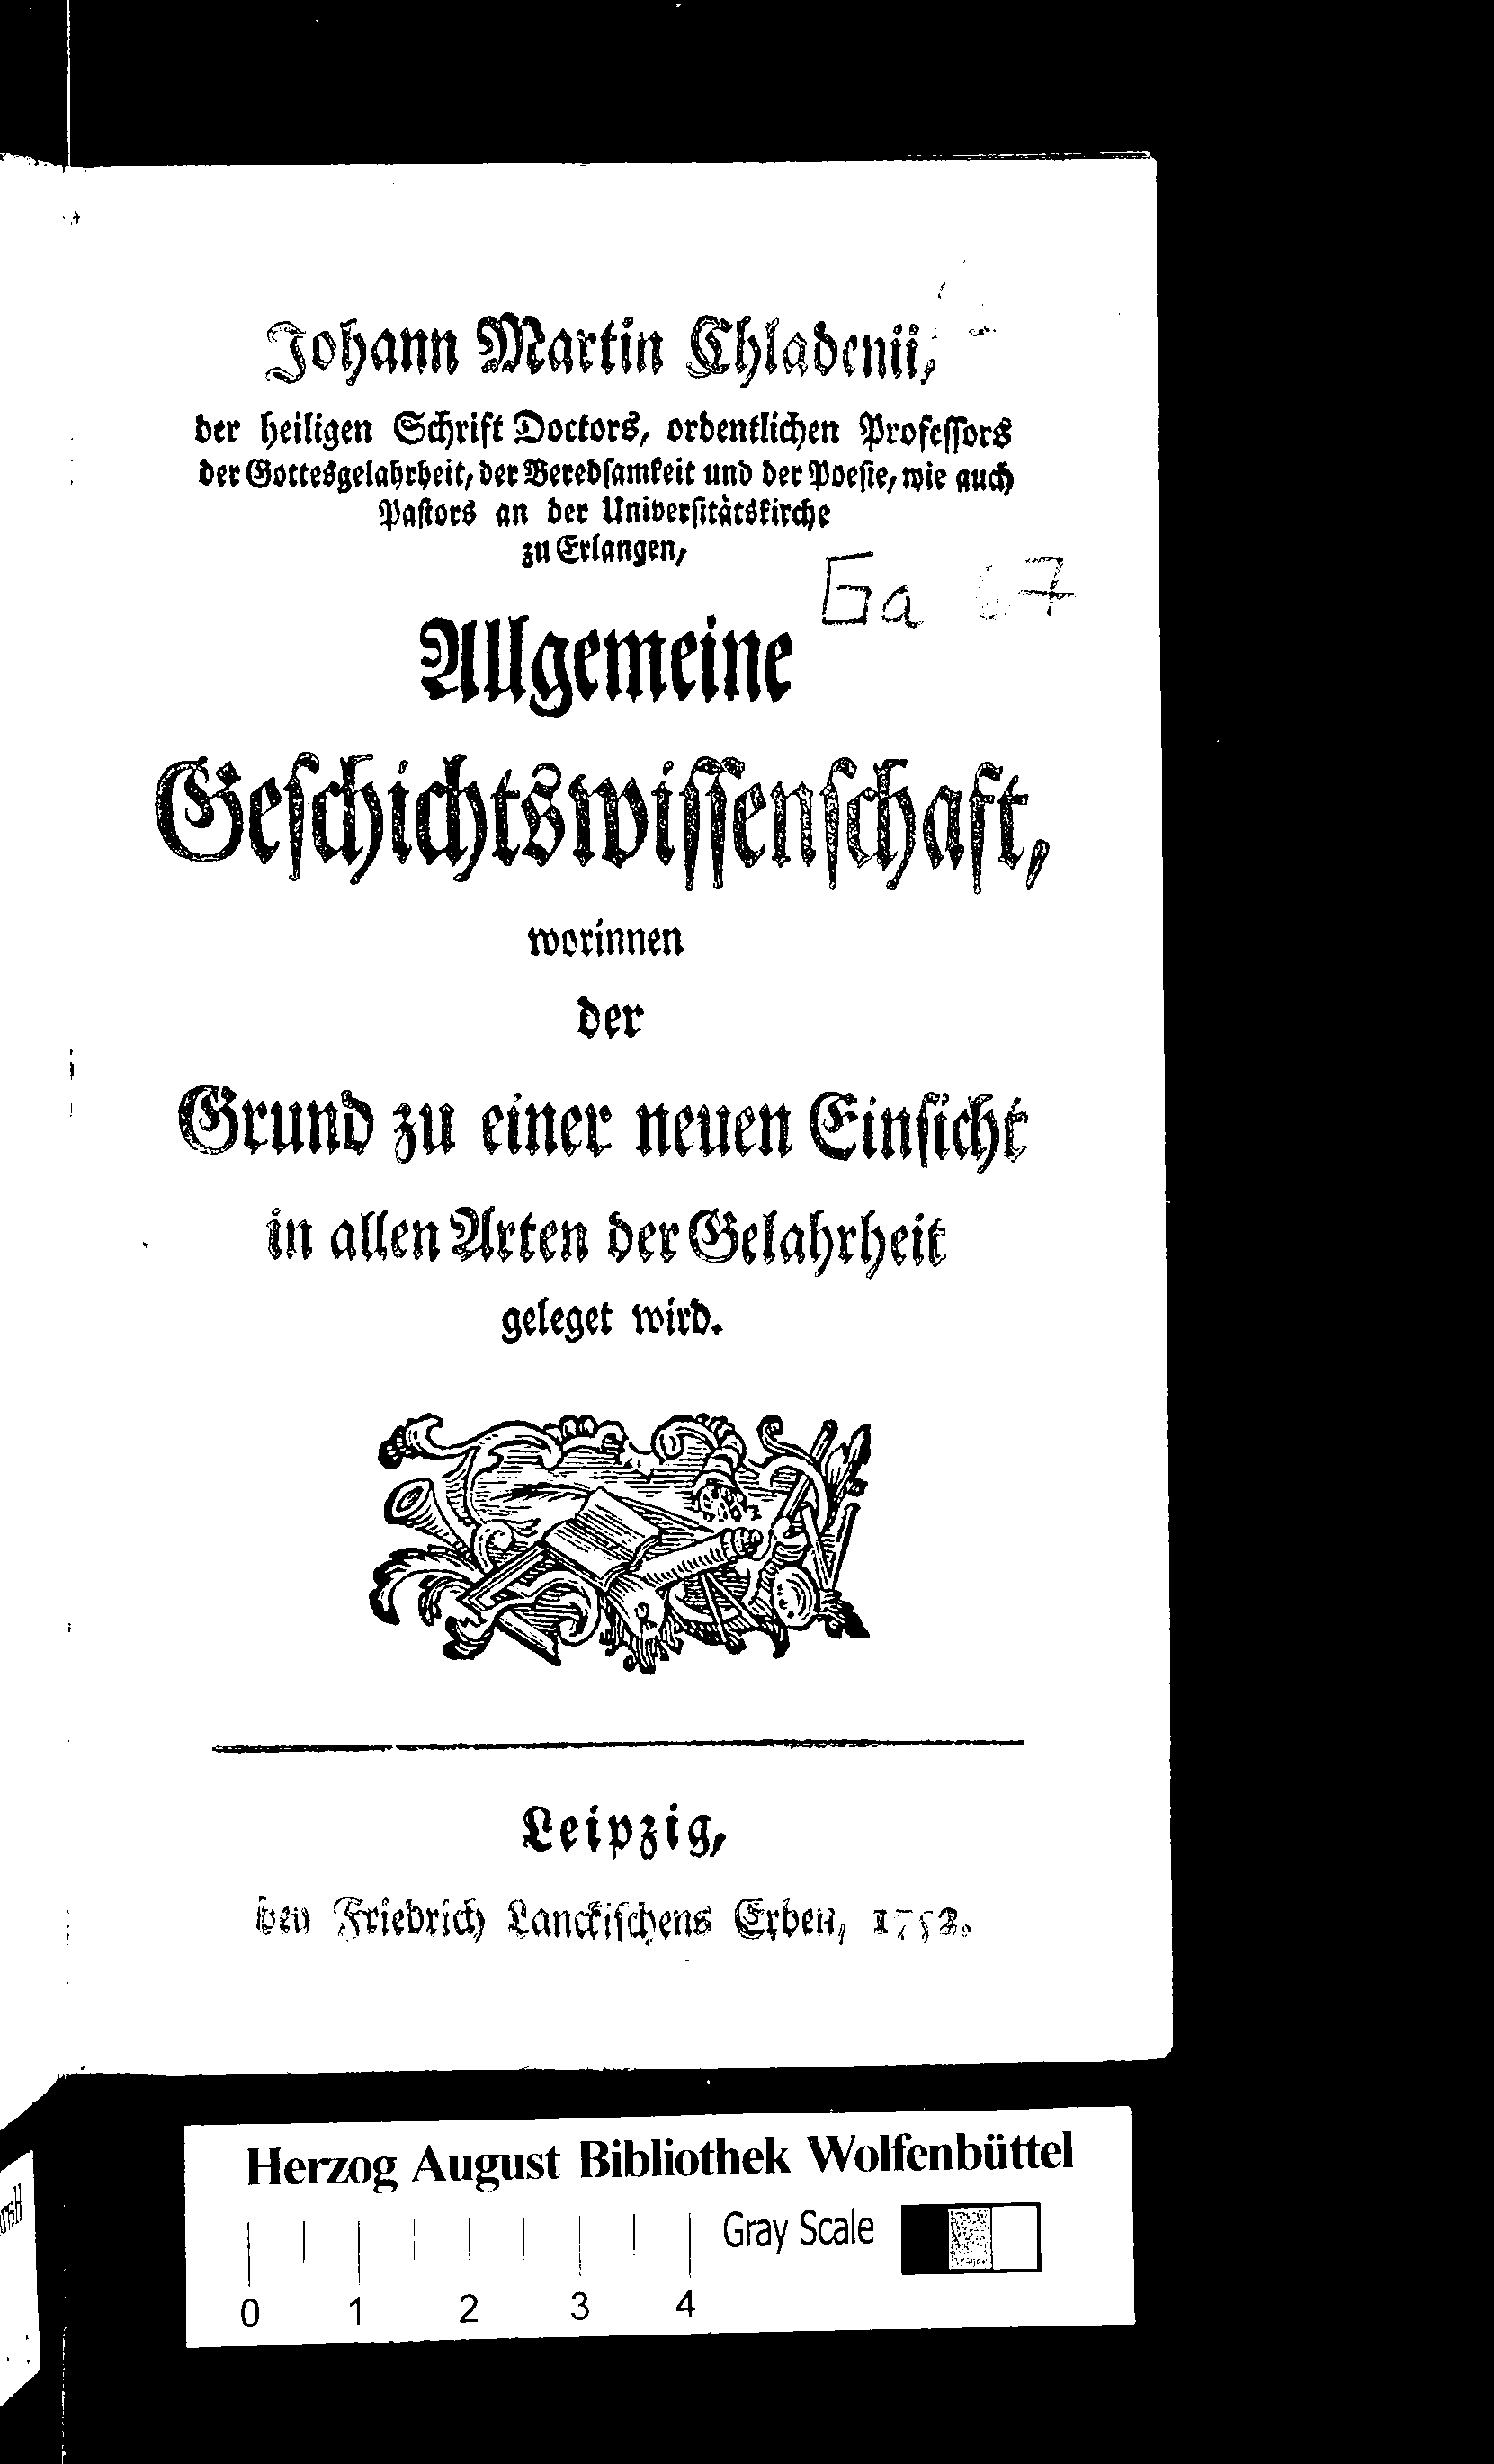 Johann Martin Chladenii,
der heiligen Schrift Doctors, ordentlichen Professors
der Gottesgelahrheit, der Beredsamkeit und der Poesie, wie auch
Pastors an der Universitätskirche
zu Erlangen,
Ga 67
Allgemeine
Geschichtswissenschaft,
worinnen
der
Grund zu einer neuen Einsicht
in allen Arten der Gelahrheit
geleget wird.
Leipzig,
bey Friedrich Lanckischens Erben, 1752.
Herzog August Bibliothek Wolfenbüttel
Gray Scale
0 1 2 3 4